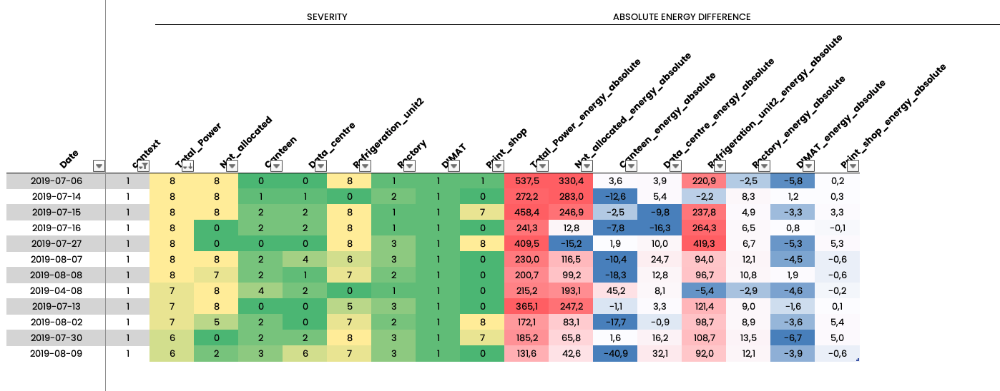 SEVERITY ABSOLUTE ENERGY DIFFERENCE
Date context Total_Power Not_allocated Canteen Data_centre Refrigeration_unit2 Rectory DIMAT Print_shop Total_Power_energy_absolute Not_allocated_energy_absolute Canteen_energy_absolute Data_centre_energy_absolute Refrigeration_unit2_energy_absolute Rectory_energy_absolute DIMAT_energy_absolute Print_shop_energy_absolute
2019-07-06 1 8 8 0 0 8 1 1 1 537,5 330,4 3,6 3,9 220,9 -2,5 -5,8 0,2
2019-07-14 1 8 8 1 1 0 2 1 0 272,2 283,0 -12,6 5,4 -2,2 8,3 1,2 0,3
2019-07-15 1 8 8 2 2 8 1 1 7 458,4 246,9 -2,5 -9,8 237,8 4,9 -3,3 3,3
2019-07-16 1 8 0 2 2 8 1 1 0 241,3 12,8 -7,8 -16,3 264,3 6,5 0,8 -0,1
2019-07-27 1 8 0 0 0 8 3 1 8 409,5 -15,2 1,9 10,0 419,3 6,7 -5,3 5,3
2019-08-07 1 8 8 2 4 6 3 1 0 230,0 116,5 -10,4 24,7 94,0 12,1 -4,5 -0,6
2019-08-08 1 8 7 2 1 7 2 1 0 200,7 99,2 -18,3 12,8 96,7 10,8 1,9 -0,6
2019-04-08 1 7 8 4 2 0 1 1 0 215,2 193,1 45,2 8,1 -5,4 -2,9 -4,6 -0,2
2019-07-13 1 7 8 0 0 5 3 1 0 365,1 247,2 -1,1 3,3 121,4 9,0 -1,6 0,1
2019-08-02 1 7 5 2 0 7 2 1 8 172,1 83,1 -17,7 -0,9 98,7 8,9 -3,6 5,4
2019-07-30 1 6 0 2 2 8 3 1 7 185,2 65,8 1,6 16,2 108,7 13,5 -6,7 5,0
2019-08-09 1 6 2 3 6 7 3 1 0 131,6 42,6 -40,9 32,1 92,0 12,1 -3,9 -0,6